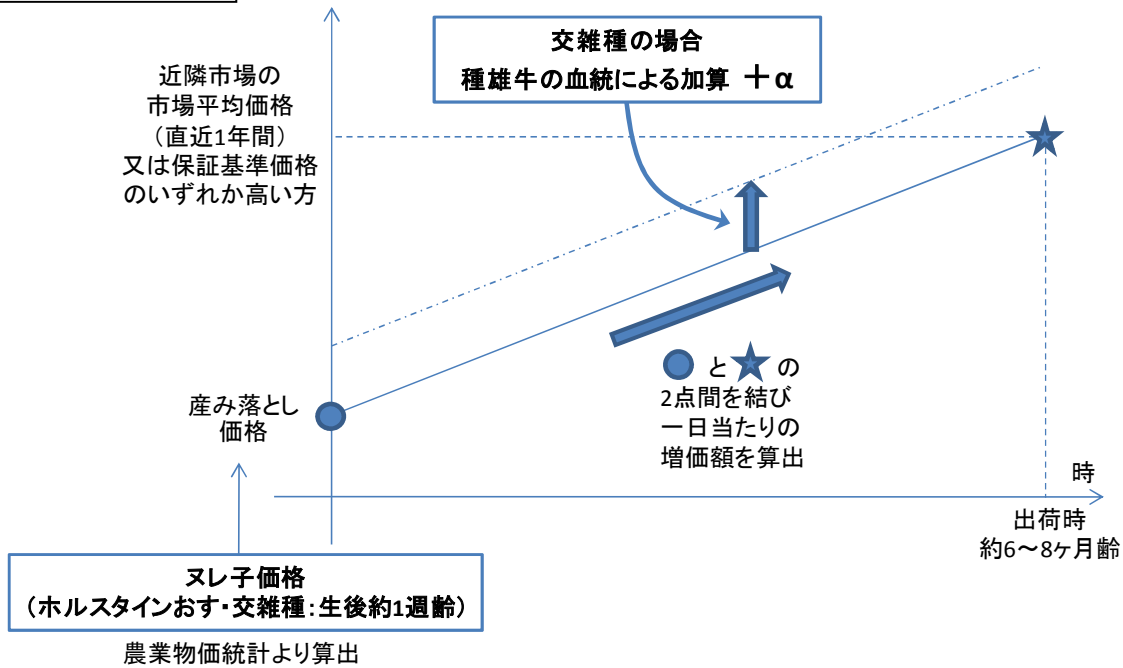 交雑種の場合
種雄牛の血統による加算 ＋α
近隣市場の
市場平均価格
（直近1年間）
又は保証基準価格
のいずれか高い方
と の
2点間を結び
一日当たりの
増価額を算出
産み落とし
価格
時
出荷時
約6～8ヶ月齢
ヌレ子価格
（ホルスタインおす・交雑種：生後約1週齢）
農業物価統計より算出